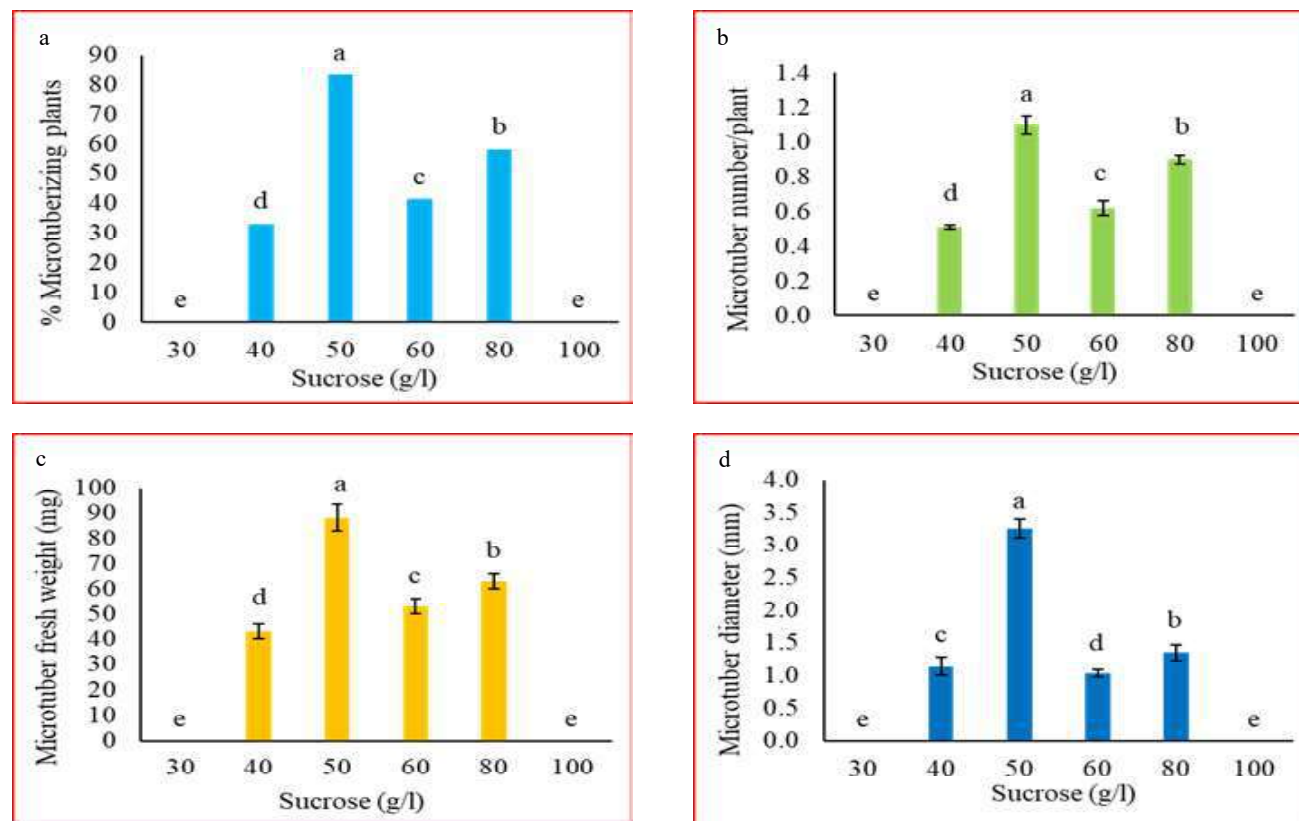 a
% Microtuberizing plants
90
80
70
60
50
40
30
20
10
0
a
b
c
d
e
e
30 40 50 60 80 100
Sucrose (g/l)
b
Microtuber number/plant
1.4
1.2
1.0
0.8
0.6
0.4
0.2
0.0
a
b
c
d
e
e
30 40 50 60 80 100
Sucrose (g/l)
c
Microtuber fresh weight (mg)
100
90
80
70
60
50
40
30
20
10
0
a
b
c
d
e
e
30 40 50 60 80 100
Sucrose (g/l)
d
Microtuber diameter (mm)
4.0
3.5
3.0
2.5
2.0
1.5
1.0
0.5
0.0
a
b
c
d
e
e
30 40 50 60 80 100
Sucrose (g/l)